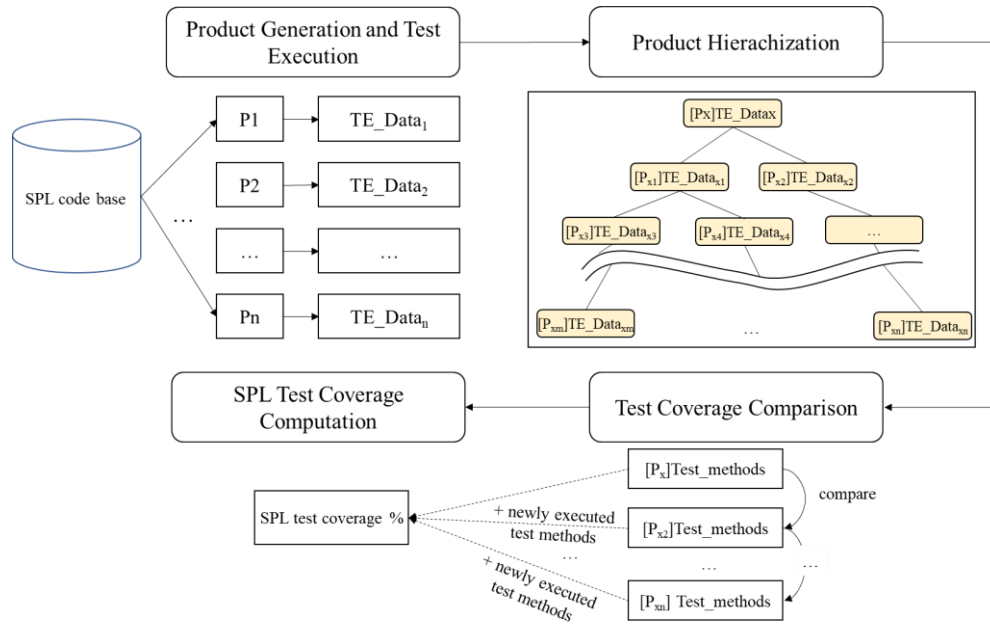 Product Generation and Test
Execution
Product Hierachization
SPL code base
…
P1
TE_Data₁
P2
TE_Data₂
…
…
Pn
TE_Dataₙ
[Px]TE_Datax
[Pₓ₁]TE_Dataₓ₁
[Pₓ₂]TE_Dataₓ₂
[Pₓ₃]TE_Dataₓ₃
[Pₓ₄]TE_Dataₓ₄
…
[Pₓₘ]TE_Dataₓₘ
…
[Pₓₙ]TE_Dataₓₙ
SPL Test Coverage
Computation
Test Coverage Comparison
SPL test coverage %
[Pₓ]Test_methods
compare
+ newly executed
test methods
[Pₓ₂]Test_methods
…
…
…
+ newly executed
test methods
[Pₓₙ] Test_methods